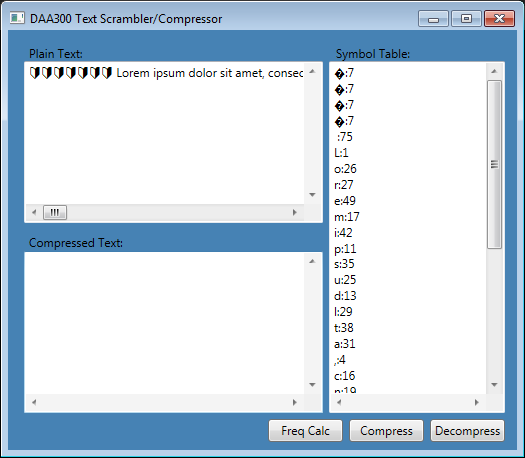 DAA300 Text Scrambler/Compressor
Plain Text:
🔰🔰🔰🔰🔰🔰🔰 Lorem ipsum dolor sit amet, consec
Compressed Text:
Symbol Table:
�:7
�:7
�:7
�:7
 :75
L:1
o:26
r:27
e:49
m:17
i:42
p:11
s:35
u:25
d:13
l:29
t:38
a:31
,:4
c:16
n:19
Freq Calc
Compress
Decompress